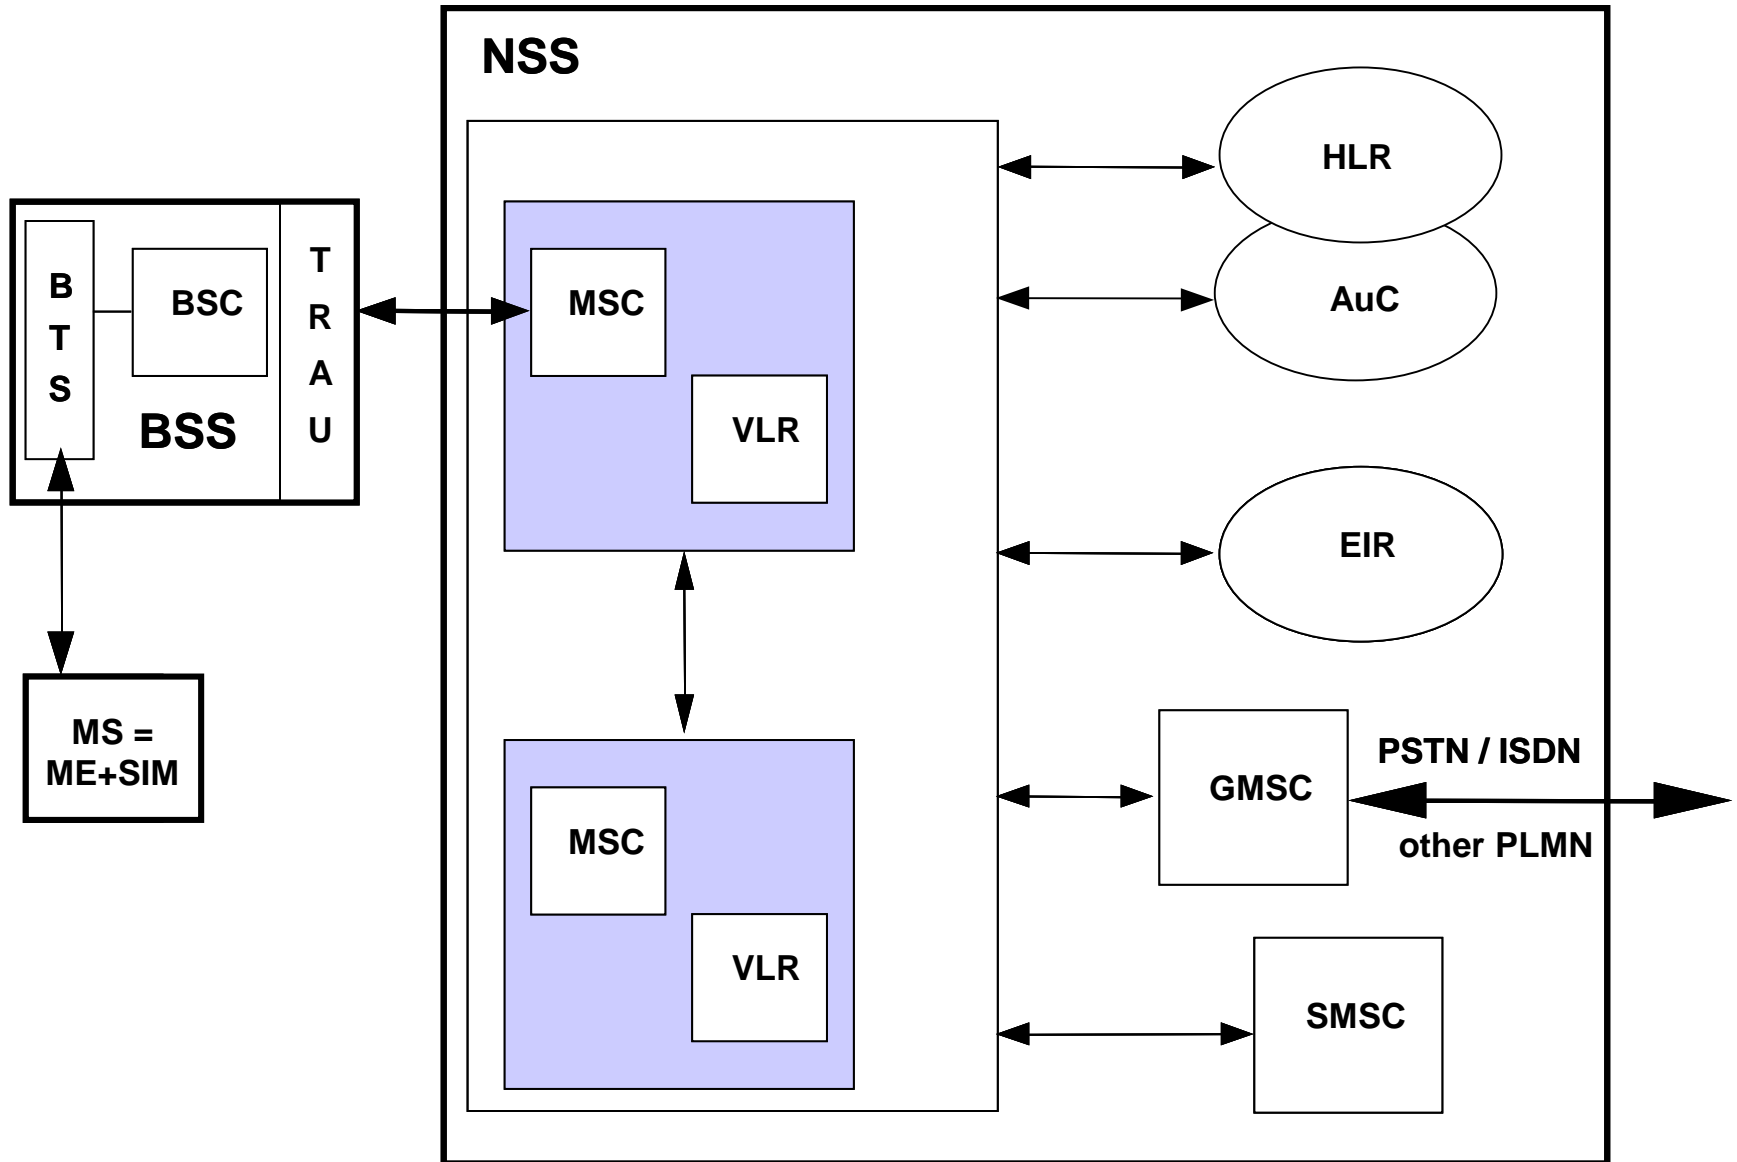 NSS
HLR
AuC
EIR
GMSC
PSTN / ISDN
other PLMN
SMSC
MSC
VLR
MSC
VLR
B
T
S
BSC
BSS
T
R
A
U
MS =
ME+SIM